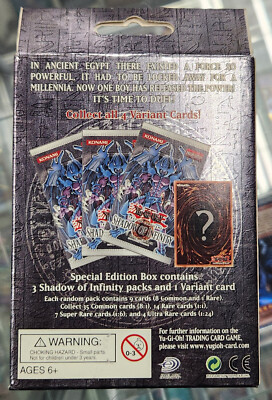 IN ANCIENT EGYPT THERE EXISTED A FORCE SO
POWERFUL, IT HAD TO BE LOCKED AWAY FOR A
MILLENNIA. NOW ONE BOY HAS RELEASED THE POWER!
IT'S TIME TO DUEL!
Collect all 4 Variant Cards!
KONAMI
KONAMI
KONAMI
SHADOW OF INFINITY
?
Special Edition Box contains
3 Shadow of Infinity packs and 1 Variant card
Each random pack contains 9 cards (8 Common and 1 Rare).
Collect 35 Common cards (8:1), 14 Rare cards (1:1),
7 Super Rare cards (1:6), and 4 Ultra Rare cards (1:24)
WARNING:
CHOKING HAZARD - Small parts
Not for children under 3 years.
AGES 6+
0-3
CE
For further information on the
Yu-Gi-Oh! TRADING CARD GAME,
please visit www.yugioh-card.com